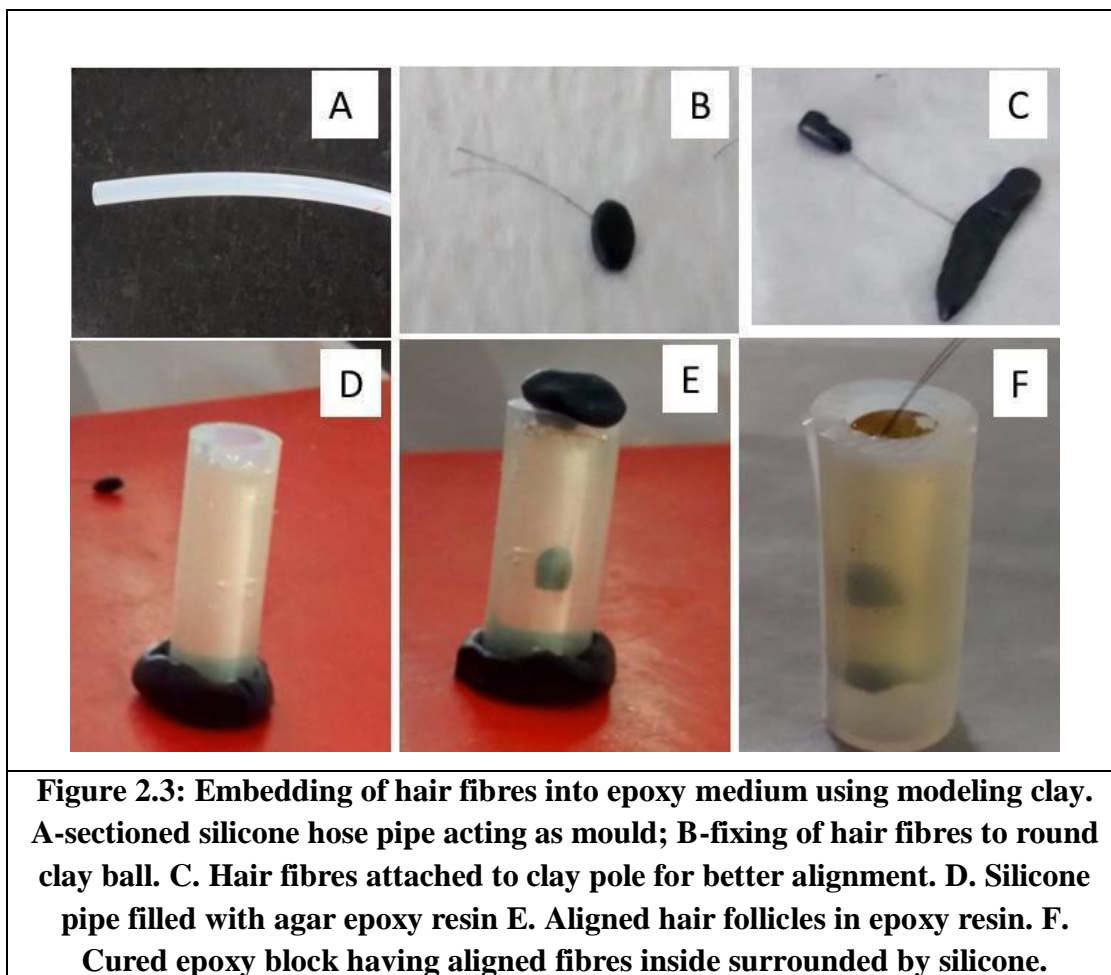 A
B
C
D
E
F
Figure 2.3: Embedding of hair fibres into epoxy medium using modeling clay.
A-sectioned silicone hose pipe acting as mould; B-fixing of hair fibres to round
clay ball. C. Hair fibres attached to clay pole for better alignment. D. Silicone
pipe filled with agar epoxy resin E. Aligned hair follicles in epoxy resin. F.
Cured epoxy block having aligned fibres inside surrounded by silicone.